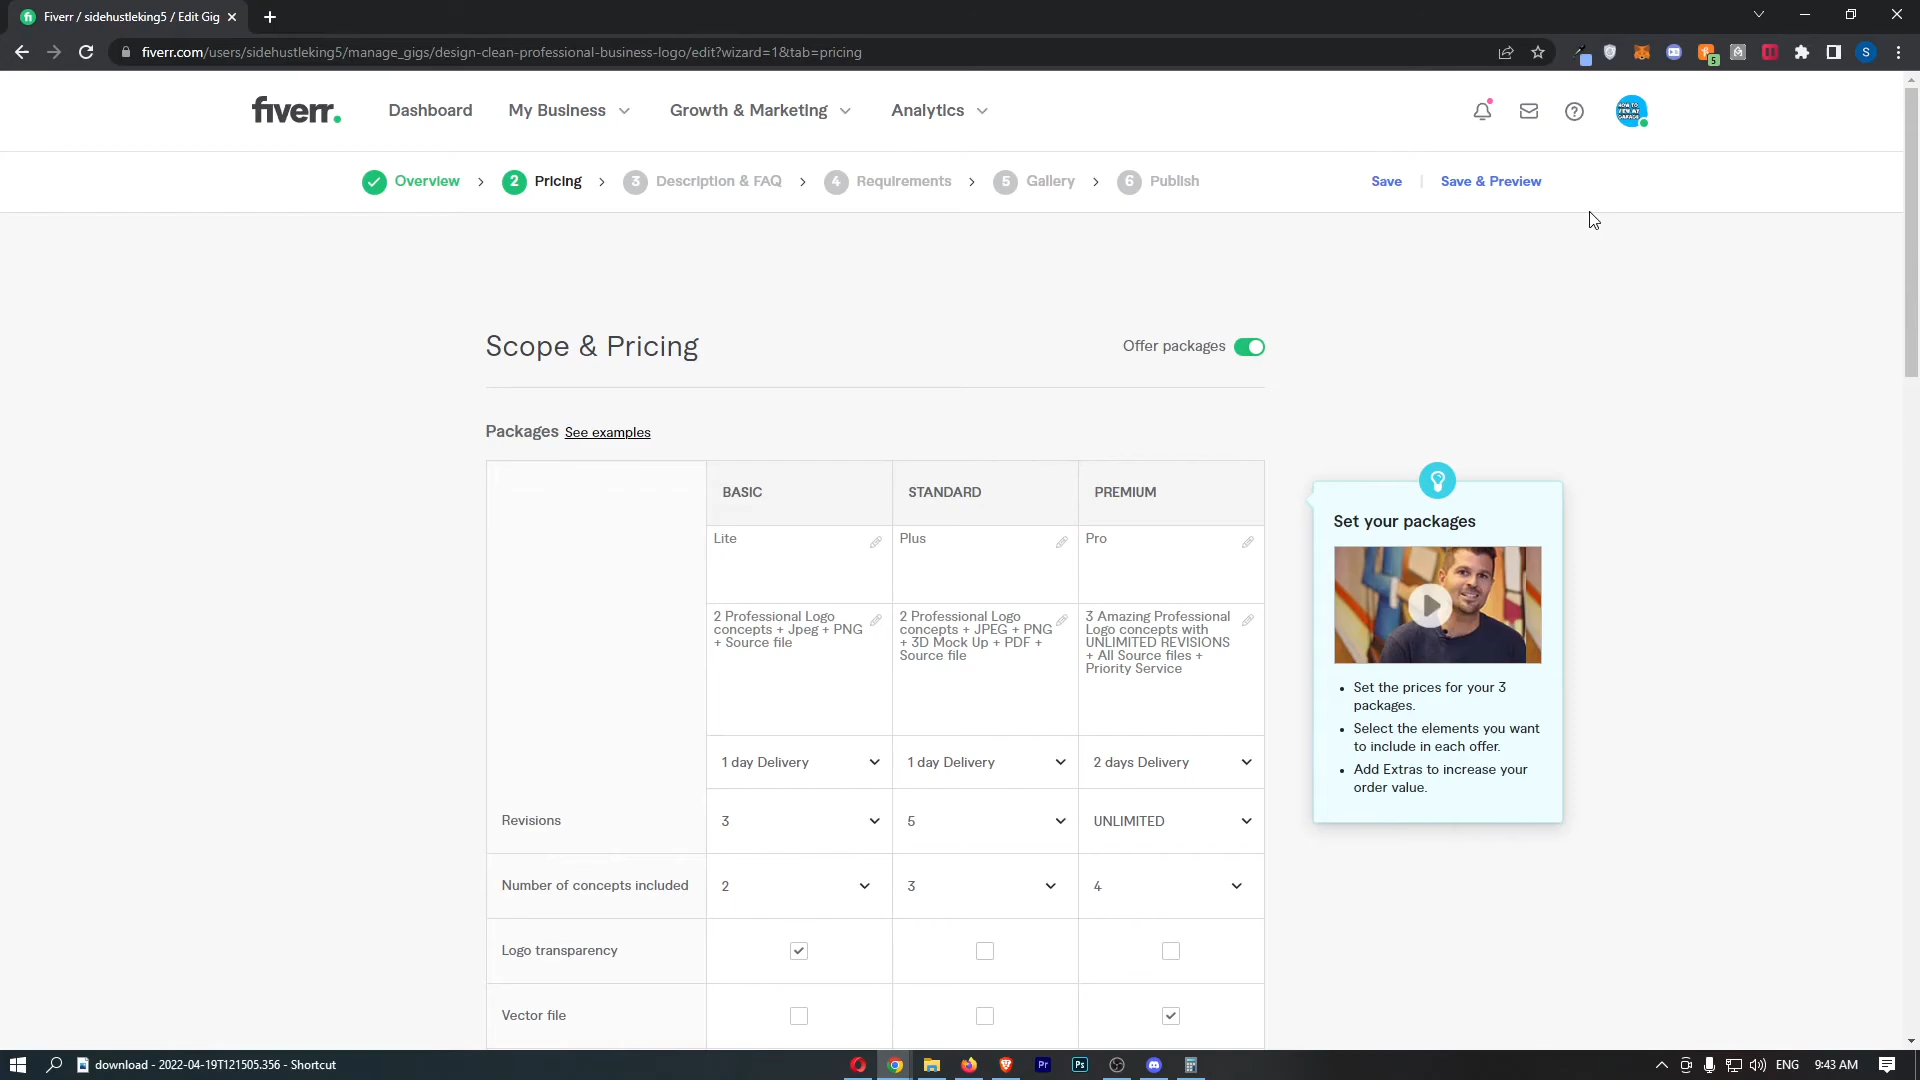 Fiverr / sidehustleking5 / Edit Gig
fiverr.com/users/sidehustleking5/manage_gigs/design-clean-professional-business-logo/edit?wizard=1&tab=pricing
5
S
fiverr.
Dashboard
My Business
Growth & Marketing
Analytics
Overview
2 Pricing
3 Description & FAQ
4 Requirements
5 Gallery
6 Publish
Save
Save & Preview
Scope & Pricing
Offer packages
Packages See examples
BASIC STANDARD PREMIUM
Lite
Plus
Pro
2 Professional Logo
concepts + Jpeg + PNG
+ Source file
2 Professional Logo
concepts + JPEG + PNG
+ 3D Mock Up + PDF +
Source file
3 Amazing Professional
Logo concepts with
UNLIMITED REVISIONS
+ All Source files +
Priority Service
1 day Delivery
1 day Delivery
2 days Delivery
Revisions
3
5
UNLIMITED
Number of concepts included
2
3
4
Logo transparency
Vector file
Set your packages
Set the prices for your 3
packages.
Select the elements you want
to include in each offer.
Add Extras to increase your
order value.
download - 2022-04-19T121505.356 - Shortcut
Pr
Ps
ENG
9:43 AM